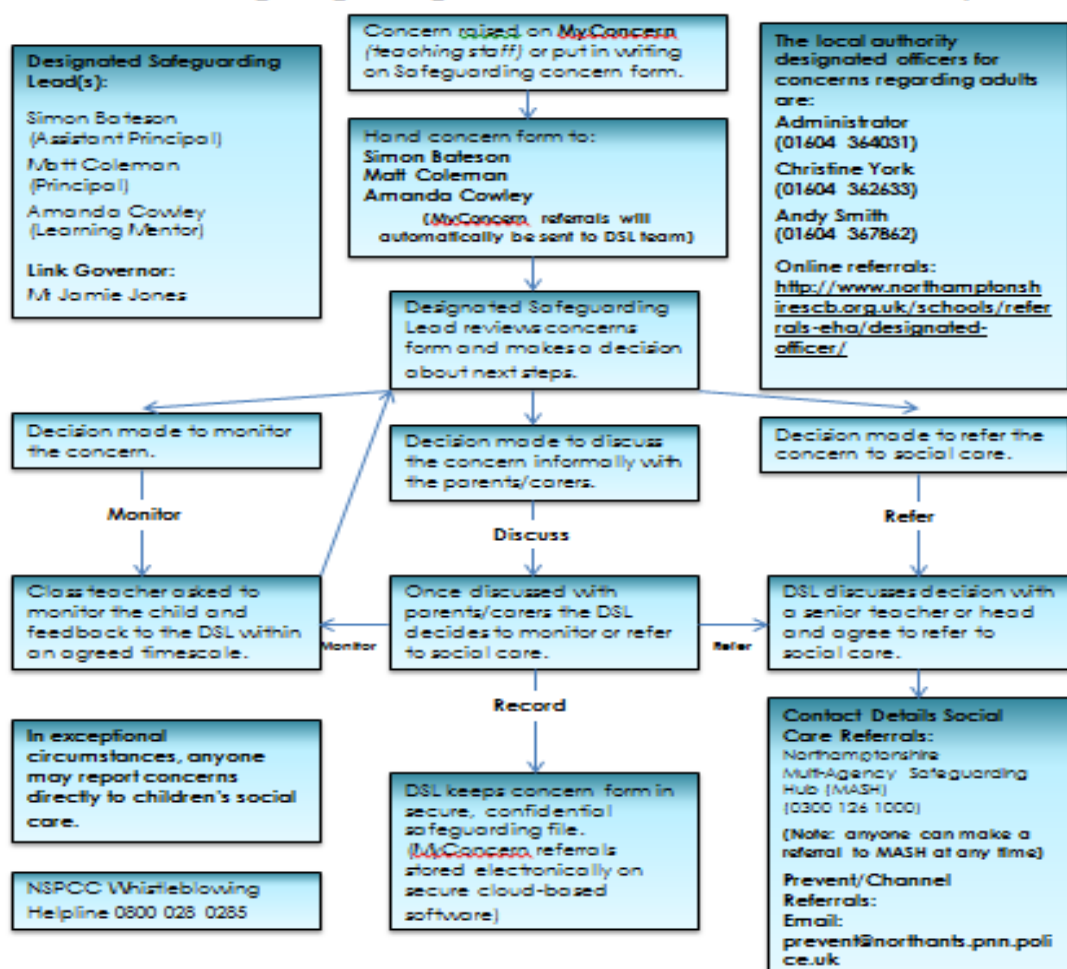 Designated Safeguarding
Lead(s):
Simon Bateson
(Assistant Principal)
Matt Coleman
(Principal)
Amanda Cowley
(Learning Mentor)
Link Governor:
Mr Jamie Jones
Concern raised on MyConcern
(teaching staff) or put in writing
on Safeguarding concern form.
Hand concern form to:
Simon Bateson
Matt Coleman
Amanda Cowley
(MyConcern referrals will
automatically be sent to DSL team)
The local authority
designated officers for
concerns regarding adults
are:
Administrator
(01604 364031)
Christine York
(01604 362633)
Andy Smith
(01604 367862)
Online referrals:
http://www.northamptonsh
irescb.org.uk/schools/refer
rals-eha/designated-
officer/
Designated Safeguarding
Lead reviews concerns
form and makes a decision
about next steps.
Decision made to monitor
the concern.
Decision made to discuss
the concern informally with
the parents/carers.
Decision made to refer the
concern to social care.
Monitor
Discuss
Refer
Class teacher asked to
monitor the child and
feedback to the DSL within
an agreed timescale.
Monitor
Once discussed with
parents/carers the DSL
decides to monitor or refer
to social care.
Refer
DSL discusses decision with
a senior teacher or head
and agree to refer to
social care.
Record
In exceptional
circumstances, anyone
may report concerns
directly to children's social
care.
NSPCC Whistleblowing
Helpline 0800 028 0285
DSL keeps concern form in
secure, confidential
safeguarding file.
(MyConcern referrals
stored electronically on
secure cloud-based
software)
Contact Details Social
Care Referrals:
Northamptonshire
Multi-Agency Safeguarding
Hub (MASH)
(0300 126 1000)
(Note: anyone can make a
referral to MASH at any time)
Prevent/Channel
Referrals:
Email:
prevent@northants.pnn.poli
ce.uk